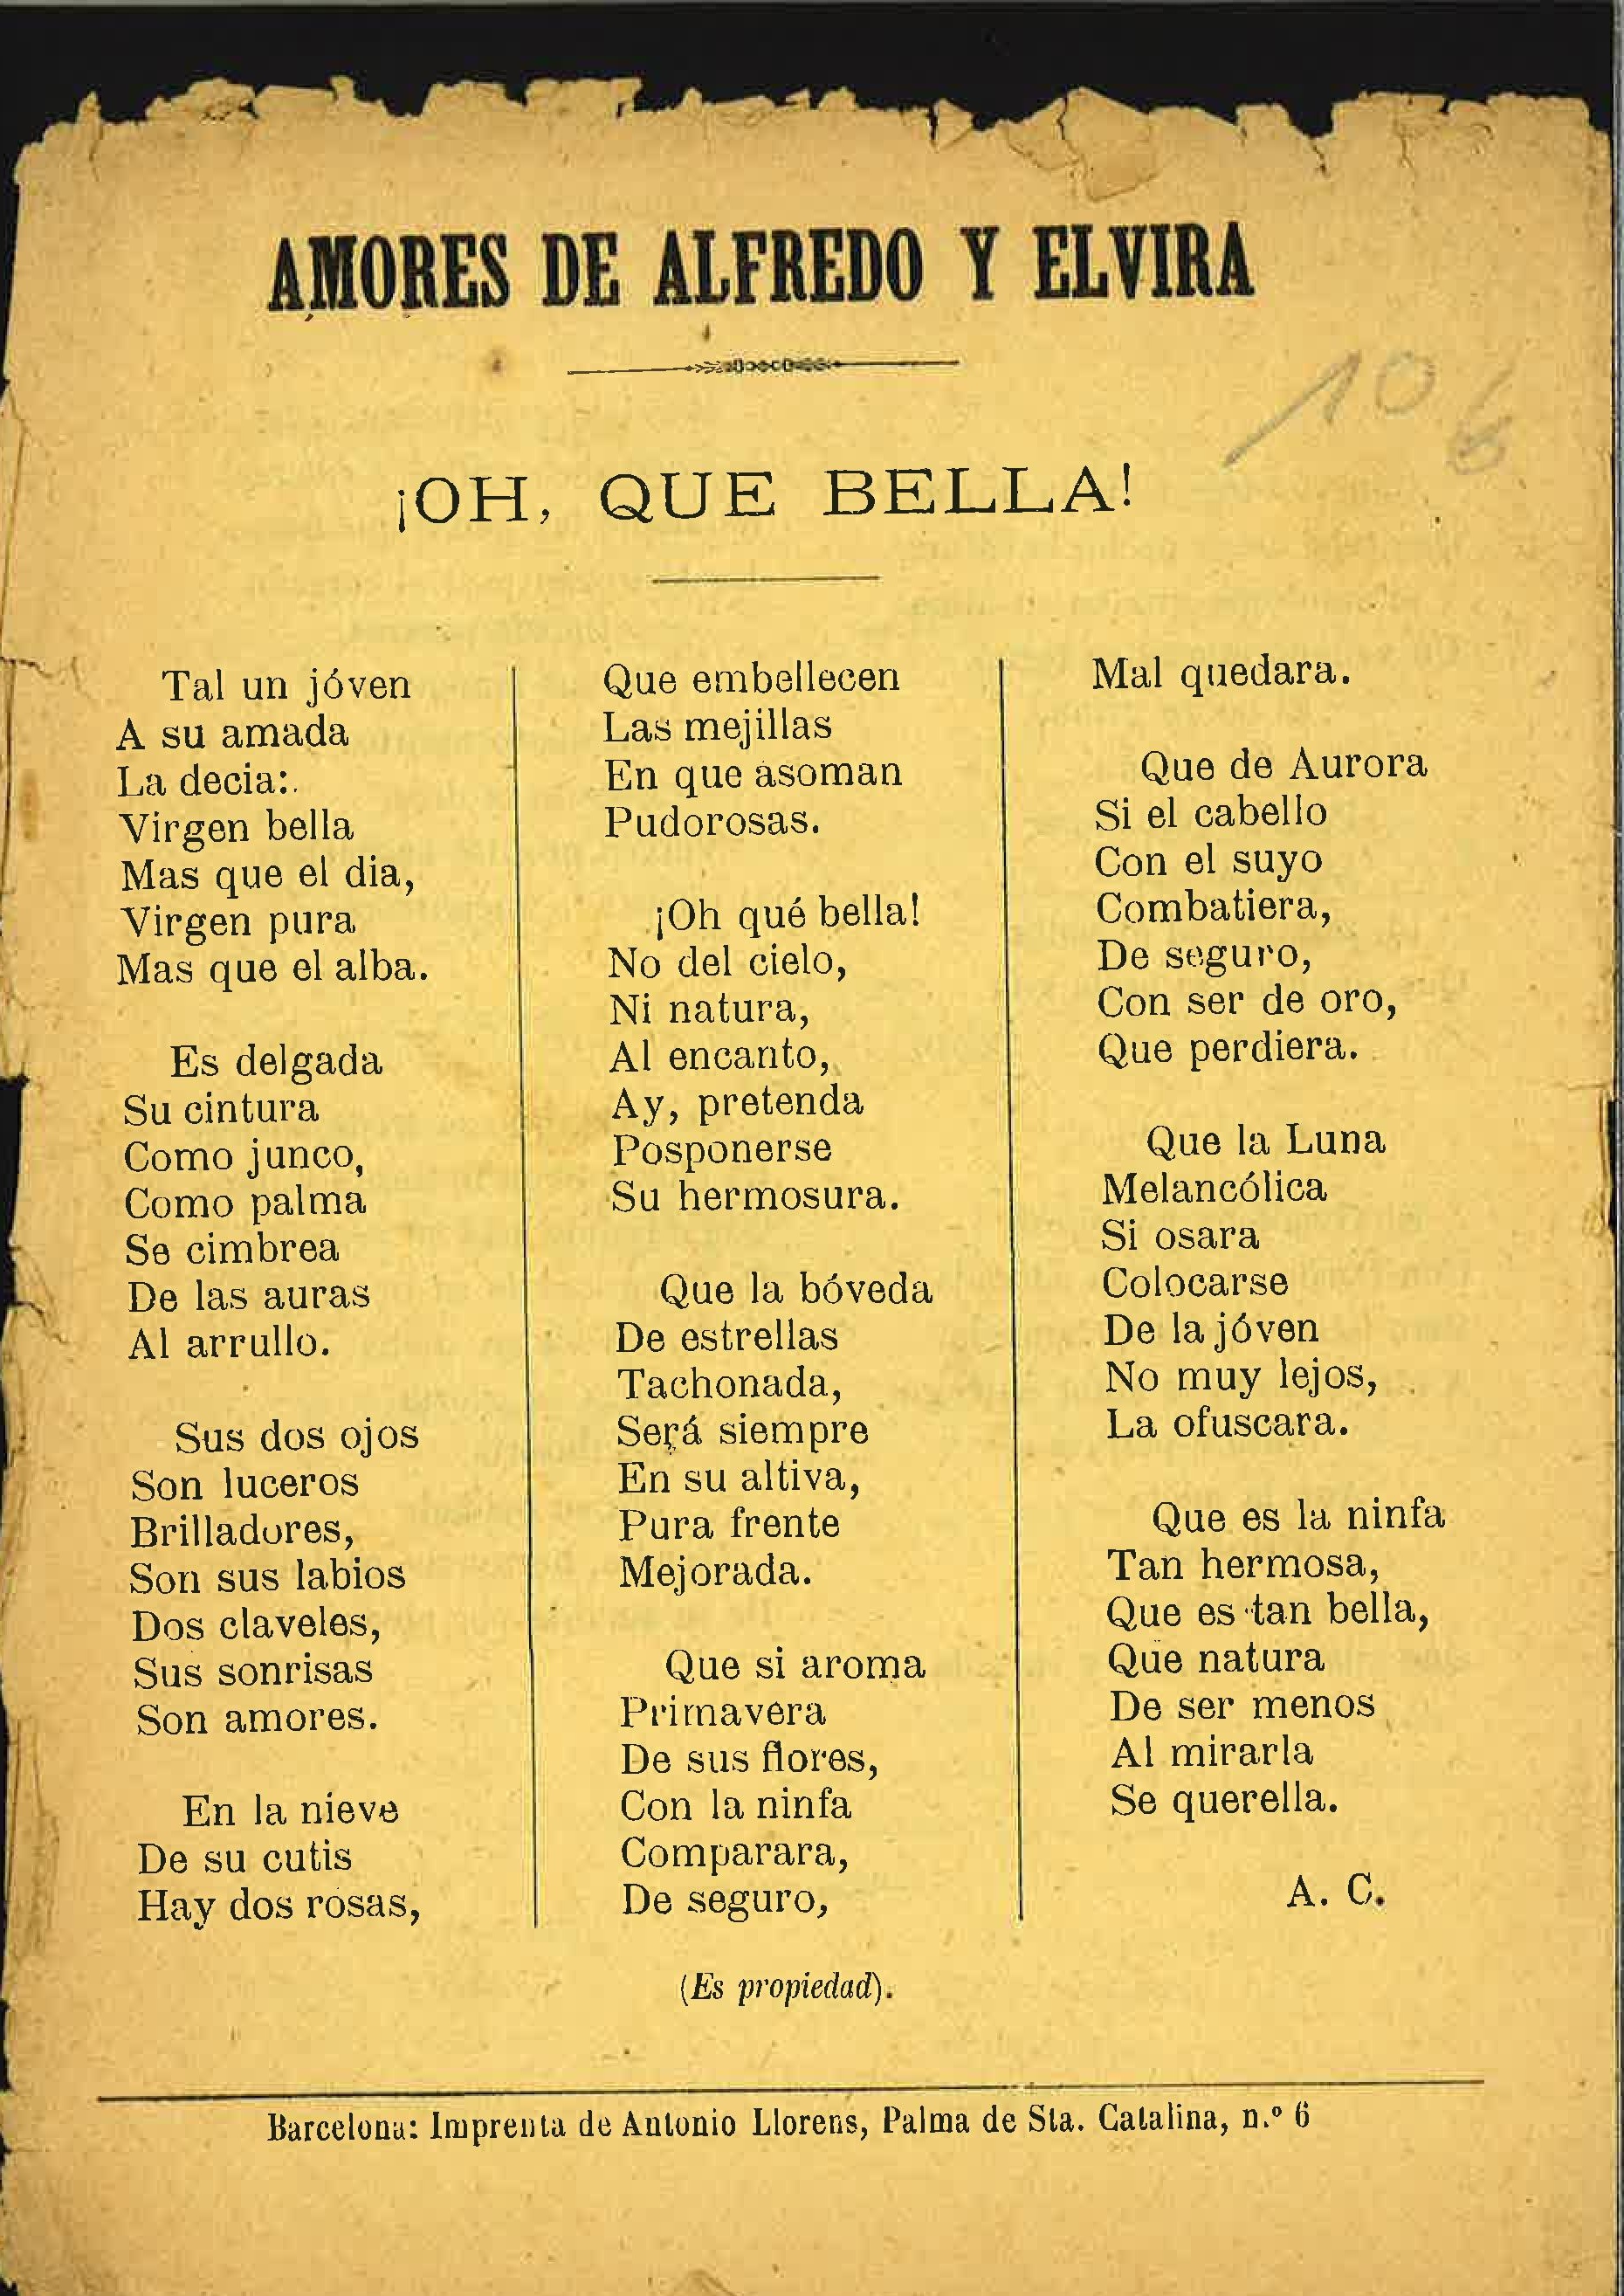 AMORES DE ALFREDO Y ELVIRA
10 6
¡OH, QUE BELLA!
Tal un jóven
A su amada
La decia:
Virgen bella
Mas que el dia,
Virgen pura
Mas que el alba.
Es delgada
Su cintura
Como junco,
Como palma
Se cimbrea
De las auras
Al arrullo.
Sus dos ojos
Son luceros
Brilladores,
Son sus labios
Dos claveles,
Sus sonrisas
Son amores.
En la nieve
De su cutis
Hay dos rosas,
Que embellecen
Las mejillas
En que asoman
Pudorosas.
¡Oh qué bella!
No del cielo,
Ni natura,
Al encanto,
Ay, pretenda
Posponerse
Su hermosura.
Que la bóveda
De estrellas
Tachonada,
Será siempre
En su altiva,
Pura frente
Mejorada.
Que si aroma
Primavera
De sus flores,
Con la ninfa
Comparara,
De seguro,
Mal quedara.
Que de Aurora
Si el cabello
Con el suyo
Combatiera,
De seguro,
Con ser de oro,
Que perdiera.
Que la Luna
Melancólica
Si osara
Colocarse
De la jóven
No muy lejos,
La ofuscara.
Que es la ninfa
Tan hermosa,
Que es tan bella,
Que natura
De ser menos
Al mirarla
Se querella.
A. C.
(Es propiedad).
Barcelona: Imprenta de Antonio Llorens, Palma de Sta. Catalina, n.º 6